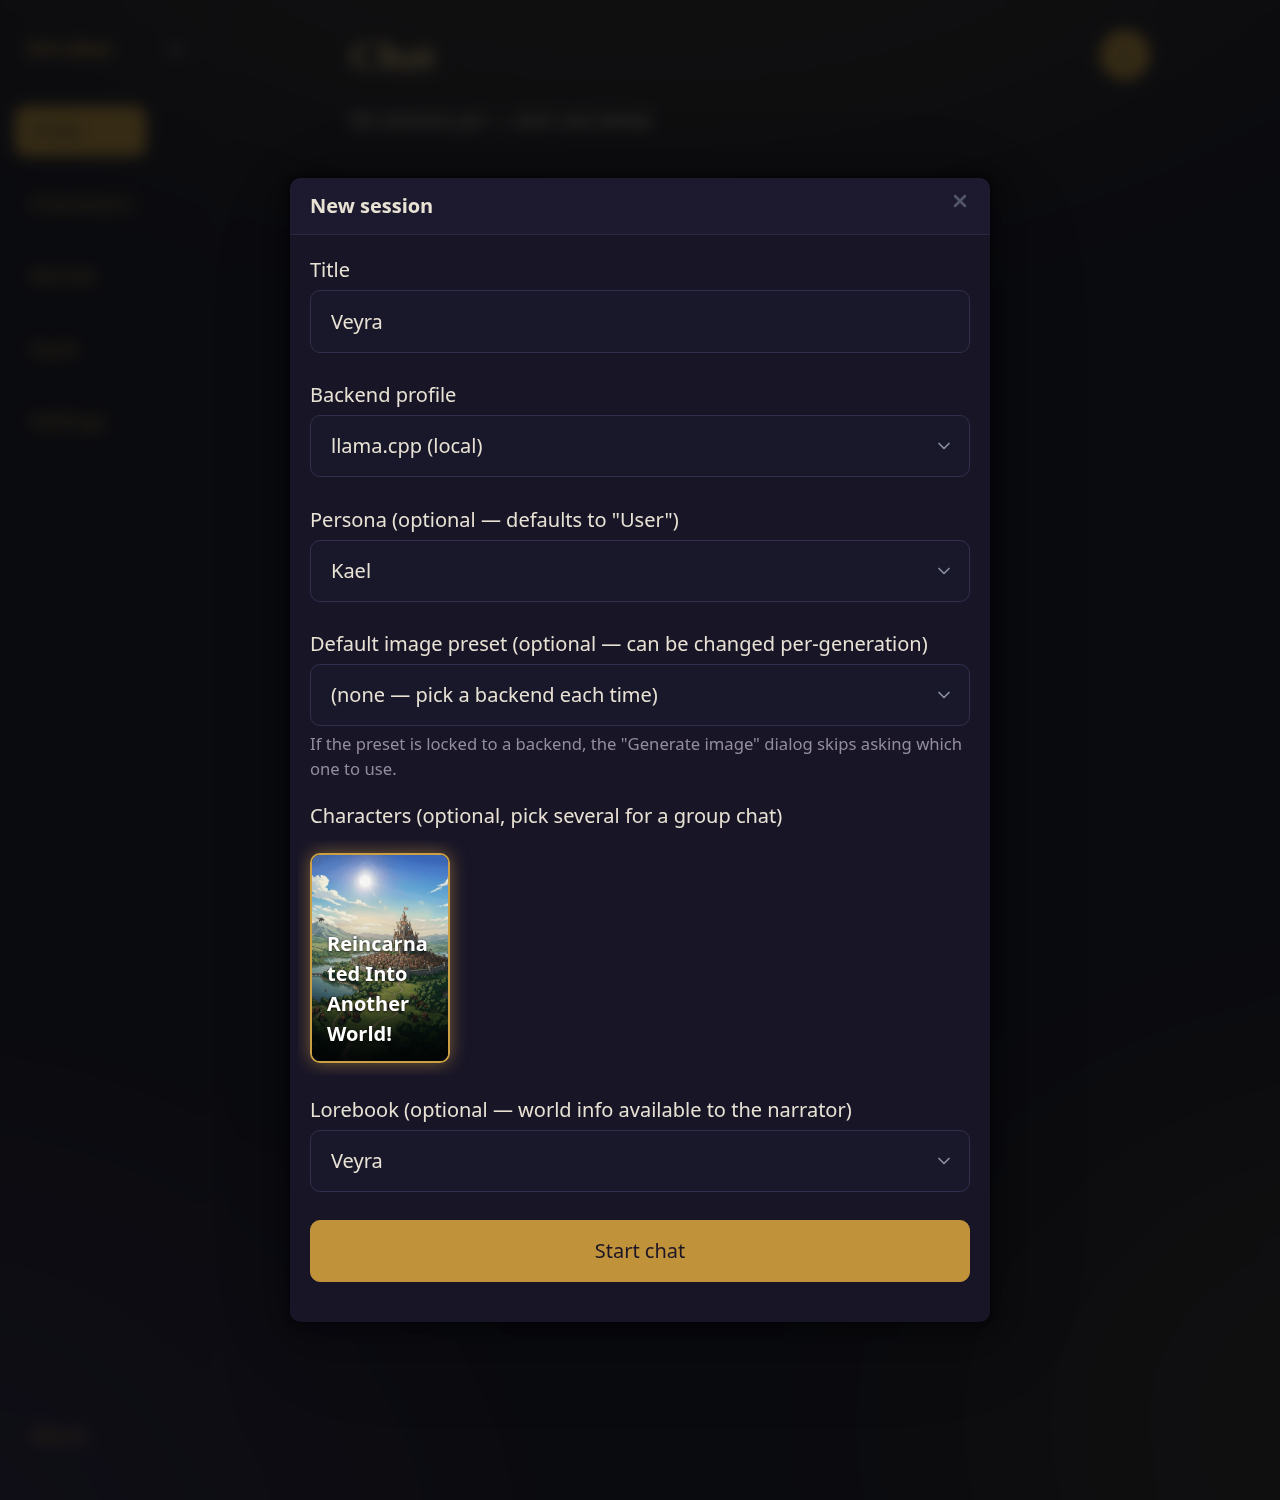 New session
Title
Veyra
Backend profile
llama.cpp (local)
Persona (optional — defaults to "User")
Kael
Default image preset (optional — can be changed per-generation)
(none — pick a backend each time)
If the preset is locked to a backend, the "Generate image" dialog skips asking which
one to use.
Characters (optional, pick several for a group chat)
Reincarna
ted Into
Another
World!
Lorebook (optional — world info available to the narrator)
Veyra
Start chat
Chat